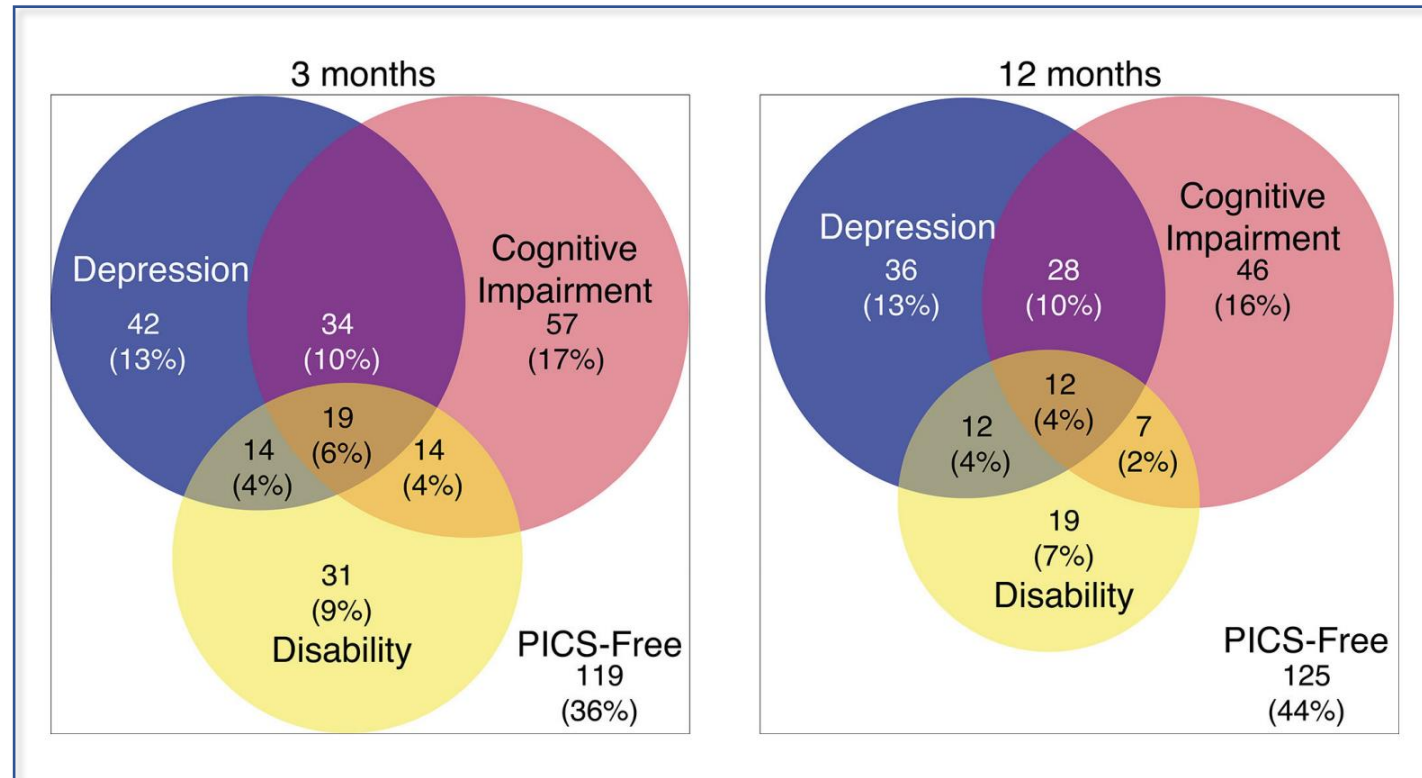 3 months
Depression
42
(13%)
34
(10%)
Cognitive
Impairment
57
(17%)
14
(4%)
19
(6%)
14
(4%)
31
(9%)
Disability
PICS-Free
119
(36%)
12 months
Depression
36
(13%)
28
(10%)
Cognitive
Impairment
46
(16%)
12
(4%)
12
(4%)
7
(2%)
19
(7%)
Disability
PICS-Free
125
(44%)